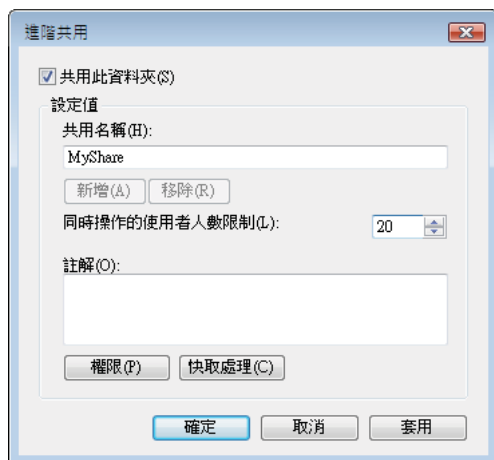 進階共用
共用此資料夾(S)
設定值
共用名稱(H):
MyShare
新增(A) 移除(R)
同時操作的使用者人數限制(L): 20
註解(O):
權限(P) 快取處理(C)
確定 取消 套用